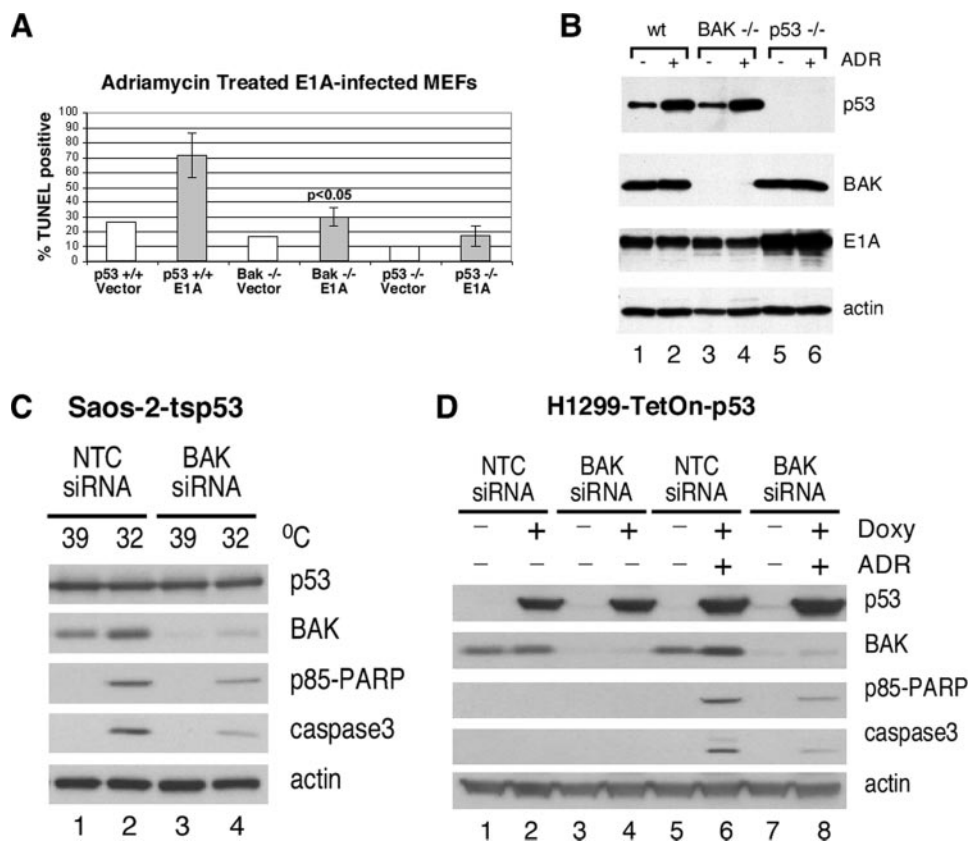 A
Adriamycin Treated E1A-infected MEFs
% TUNEL positive
100
90
80
70
60
50
40
30
20
10
0
p<0.05
p53 +/+ Vector
p53 +/+ E1A
Bak -/- Vector
Bak -/- E1A
p53 -/- Vector
p53 -/- E1A
B
wt BAK -/- p53 -/-
- + - + - + ADR
p53
BAK
E1A
actin
1 2 3 4 5 6
C Saos-2-tsp53
NTC siRNA BAK siRNA
39 32 39 32 ⁰C
p53
BAK
p85-PARP
caspase3
actin
1 2 3 4
D H1299-TetOn-p53
NTC siRNA BAK siRNA NTC siRNA BAK siRNA
– + – + – + – + Doxy
– – – – – + – + ADR
p53
BAK
p85-PARP
caspase3
actin
1 2 3 4 5 6 7 8